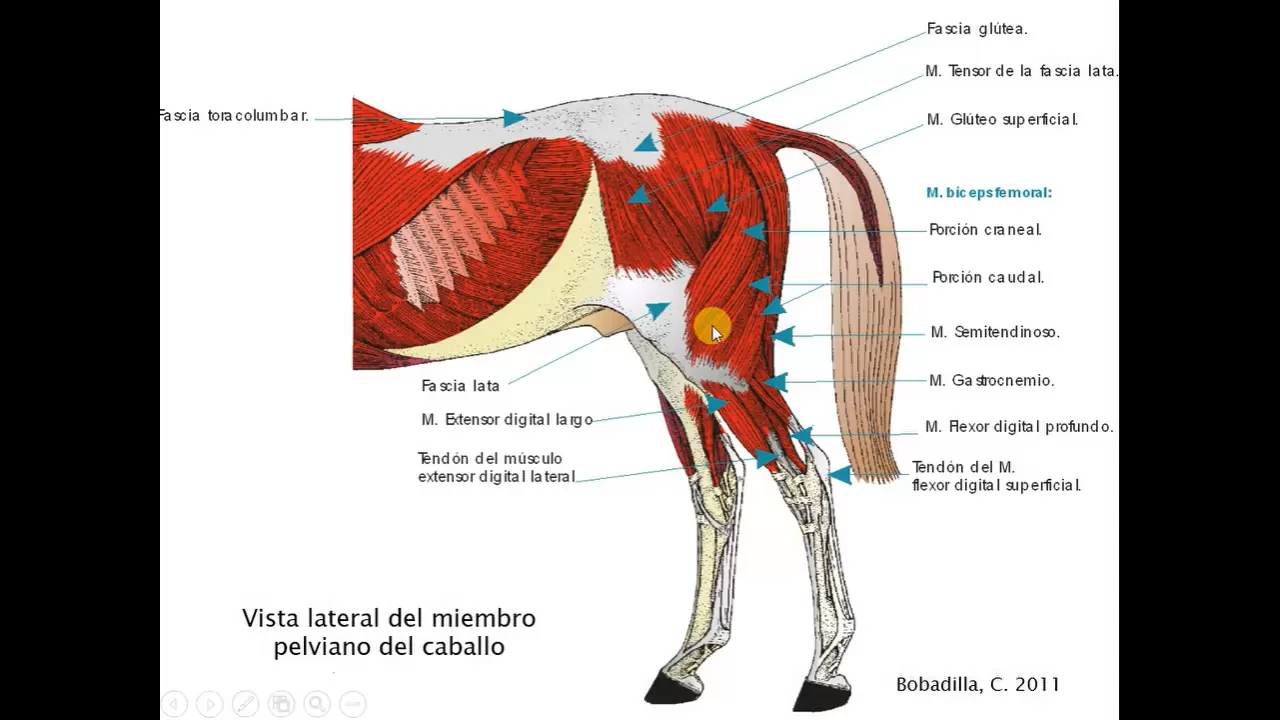 Fascia glútea.
M. Tensor de la fascia lata.
Fascia toracolumbar.
M. Glúteo superficial.
M. bícepsfemoral:
Porción craneal.
Porción caudal.
M. Semitendinoso.
M. Gastrocnemio.
Fascia lata
M. Extensor digital largo
M. Flexor digital profundo.
Tendón del músculo
extensor digital lateral
Tendón del M.
flexor digital superficial.
Vista lateral del miembro
pelviano del caballo
Bobadilla, C. 2011